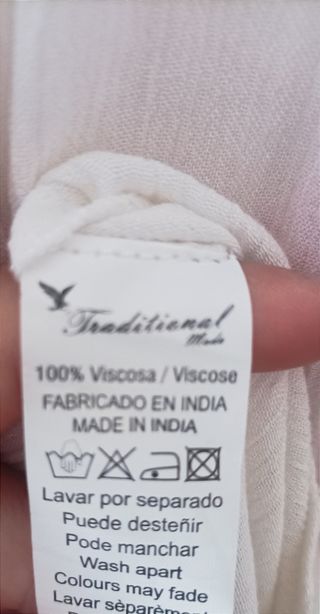 Traditional
Moda
100% Viscosa / Viscose
FABRICADO EN INDIA
MADE IN INDIA
Lavar por separado
Puede desteñir
Pode manchar
Wash apart
Colours may fade